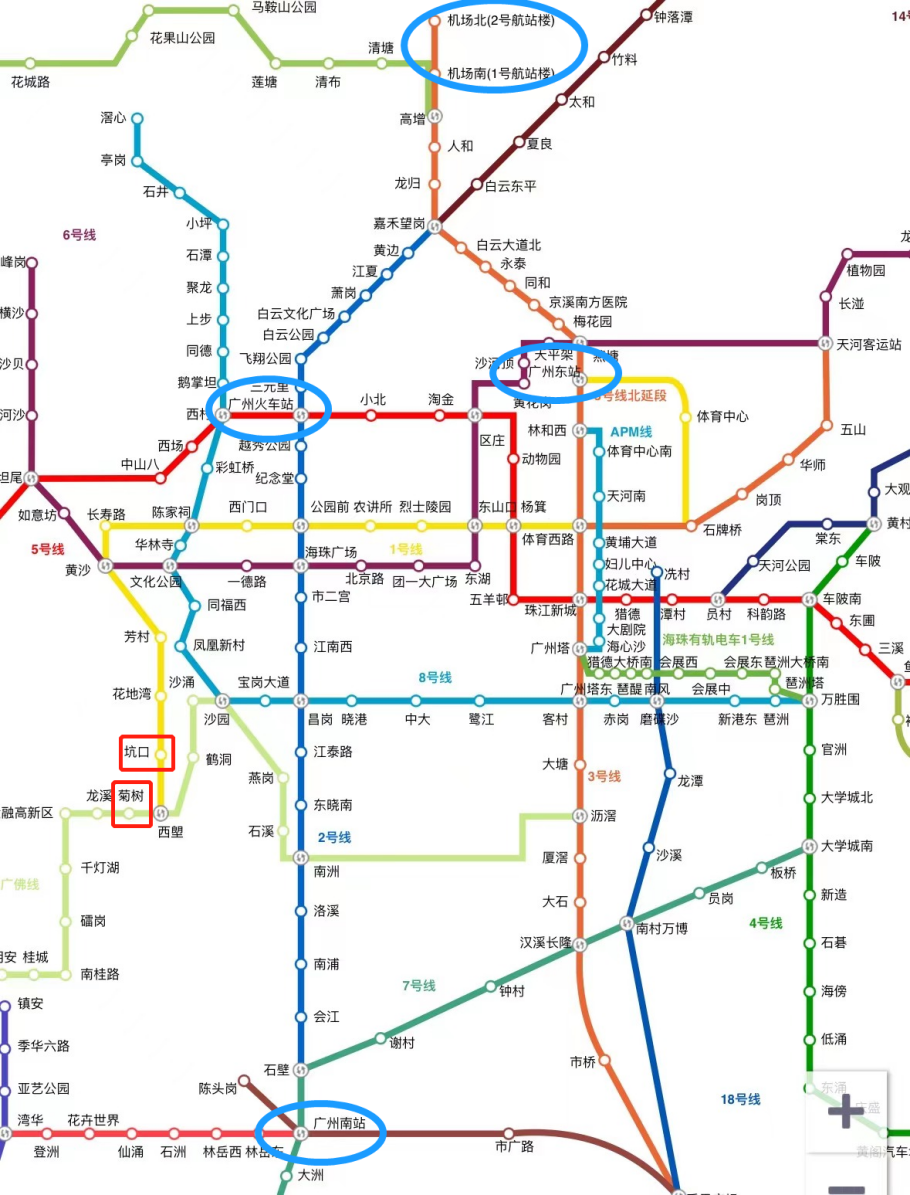 马鞍山公园
机场北(2号航站楼)
钟落潭
14号
花果山公园
清塘
竹料
花城路
莲塘
清布
机场南(1号航站楼)
太和
滘心
高增
人和
夏良
亭岗
石井
龙归
白云东平
小坪
嘉禾望岗
6号线
黄边
白云大道北
石潭
峰岗
江夏
永泰
植物园
聚龙
萧岗
同和
长湴
横沙
上步
白云文化广场
京溪南方医院
白云公园
梅花园
同德
飞翔公园
大平架
燕塘
天河客运站
沙贝
沙河顶
广州东站
鹅掌坦
三元里
3号线北延段
河沙
西村
广州火车站
小北
淘金
黄花岗
体育中心
区庄
林和西
APM线
五山
西场
越秀公园
体育中心南
中山八
彩虹桥
动物园
华师
坦尾
纪念堂
天河南
岗顶
大观
如意坊
长寿路
陈家祠
西门口
公园前
农讲所
烈士陵园
东山口
杨箕
体育西路
石牌桥
黄村
5号线
华林寺
海珠广场
1号线
黄埔大道
棠东
黄沙
文化公园
一德路
北京路
团一大广场
东湖
妇儿中心
冼村
天河公园
车陂
花城大道
同福西
市二宫
五羊邨
珠江新城
猎德
潭村
员村
科韵路
车陂南
大剧院
东圃
芳村
凤凰新村
江南西
广州塔
海心沙
海珠有轨电车1号线
三溪
猎德大桥南
会展西
会展东
琶洲大桥南
花地湾
沙涌
宝岗大道
8号线
广州塔东
琶醍
南风
会展中
琶洲塔
沙园
昌岗
晓港
中大
鹭江
客村
赤岗
磨碟沙
新港东
琶洲
万胜围
坑口
鹤洞
江泰路
官洲
燕岗
大塘
3号线
龙潭
龙溪
菊树
东晓南
大学城北
金融高新区
西塱
石溪
2号线
沥滘
千灯湖
南洲
厦滘
沙溪
大学城南
广佛线
板桥
礌岗
洛溪
大石
员岗
新造
4号线
南村万博
汉溪长隆
石碁
桂城
南桂路
南浦
7号线
钟村
海傍
镇安
会江
季华六路
谢村
低涌
石壁
市桥
亚艺公园
陈头岗
18号线
东涌
庆盛
湾华
花卉世界
广州南站
登洲
仙涌
石洲
林岳西
林岳东
市广路
黄阁汽车城
大洲